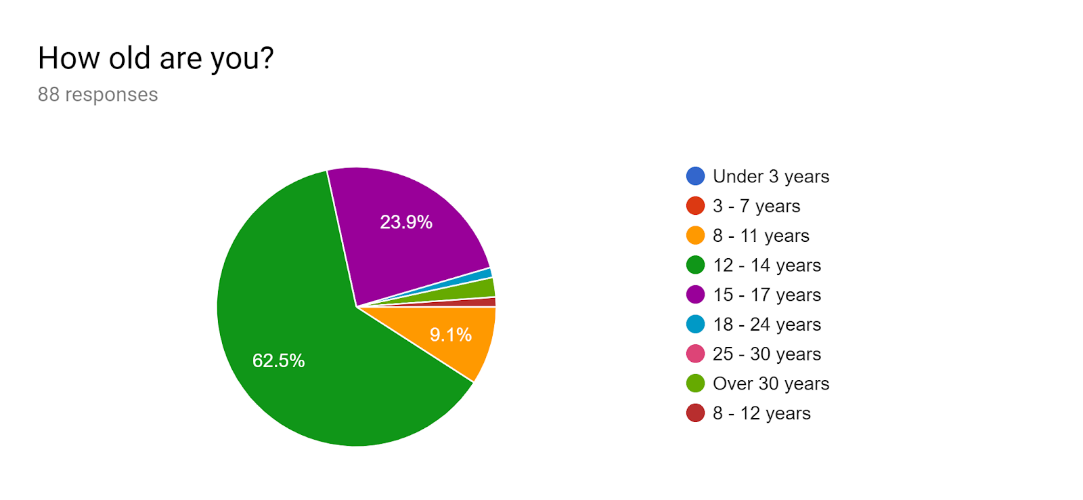 How old are you?
88 responses
23.9%
9.1%
62.5%
Under 3 years
3 - 7 years
8 - 11 years
12 - 14 years
15 - 17 years
18 - 24 years
25 - 30 years
Over 30 years
8 - 12 years